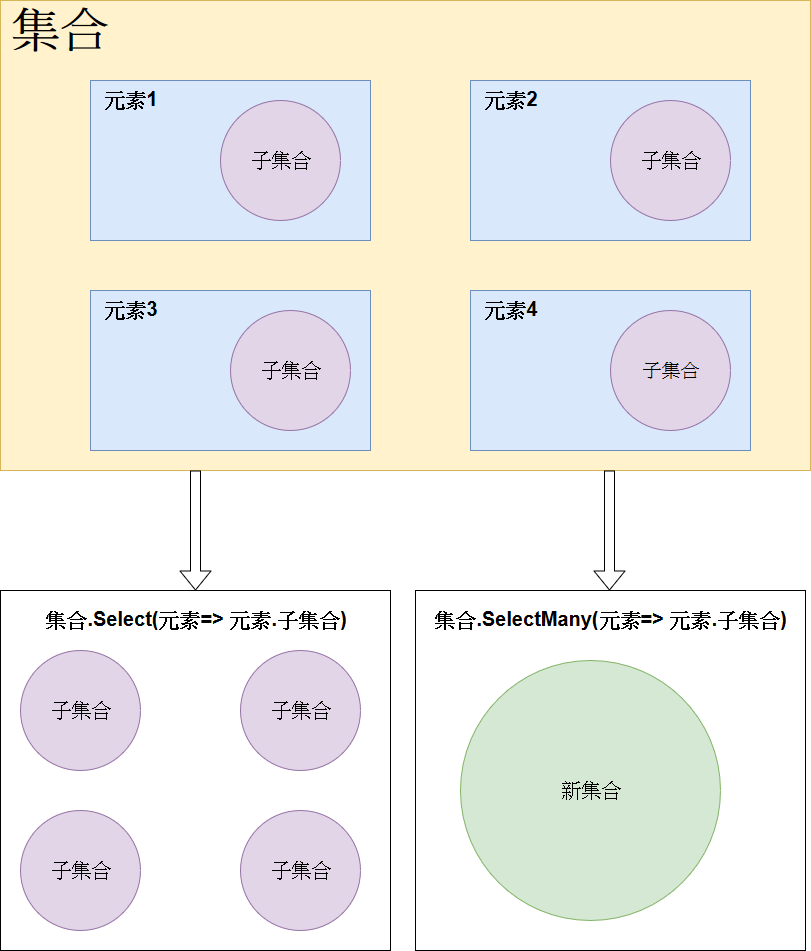 集合
元素1
子集合
元素2
子集合
元素3
子集合
元素4
子集合
集合.Select(元素=> 元素.子集合)
子集合
子集合
子集合
子集合
集合.SelectMany(元素=> 元素.子集合)
新集合